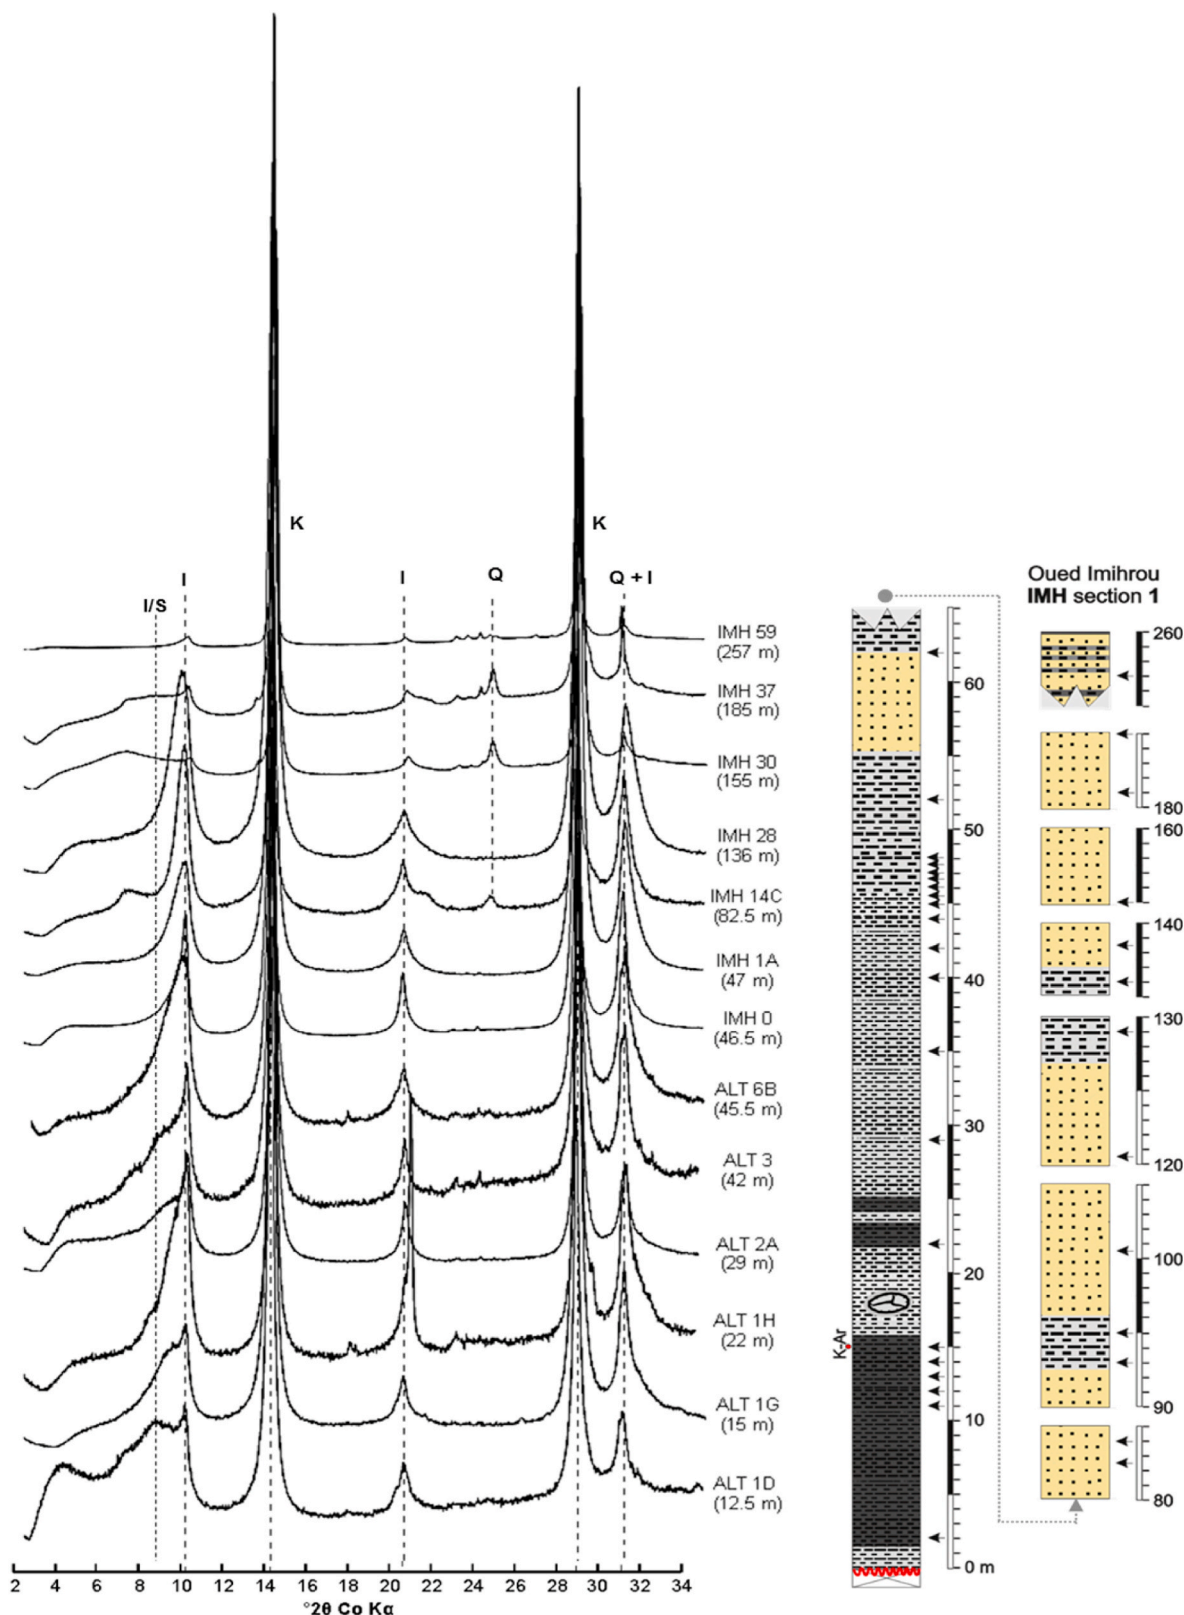 K
K
I
I
Q
Q + I
I/S
IMH 59
(257 m)
IMH 37
(185 m)
IMH 30
(155 m)
IMH 28
(136 m)
IMH 14C
(82.5 m)
IMH 1A
(47 m)
IMH 0
(46.5 m)
ALT 6B
(45.5 m)
ALT 3
(42 m)
ALT 2A
(29 m)
ALT 1H
(22 m)
ALT 1G
(15 m)
ALT 1D
(12.5 m)
2 4 6 8 10 12 14 16 18 20 22 24 26 28 30 32 34
°2θ Co Kα
60
50
40
30
20
10
0 m
K-Ar
Oued Imihrou
IMH section 1
260
180
160
140
130
120
100
90
80